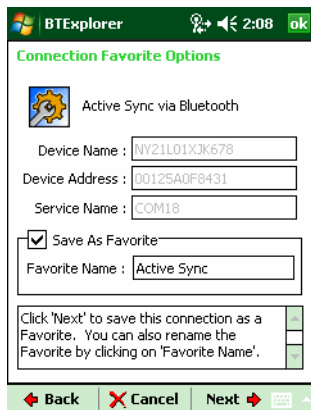 BTExplorer 2:08 ok
Connection Favorite Options
Active Sync via Bluetooth
Device Name : NY21L01XJK678
Device Address : 00125A0F8431
Service Name : COM18
Save As Favorite
Favorite Name : Active Sync
Click 'Next' to save this connection as a
Favorite. You can also rename the
Favorite by clicking on 'Favorite Name'.
Back Cancel Next